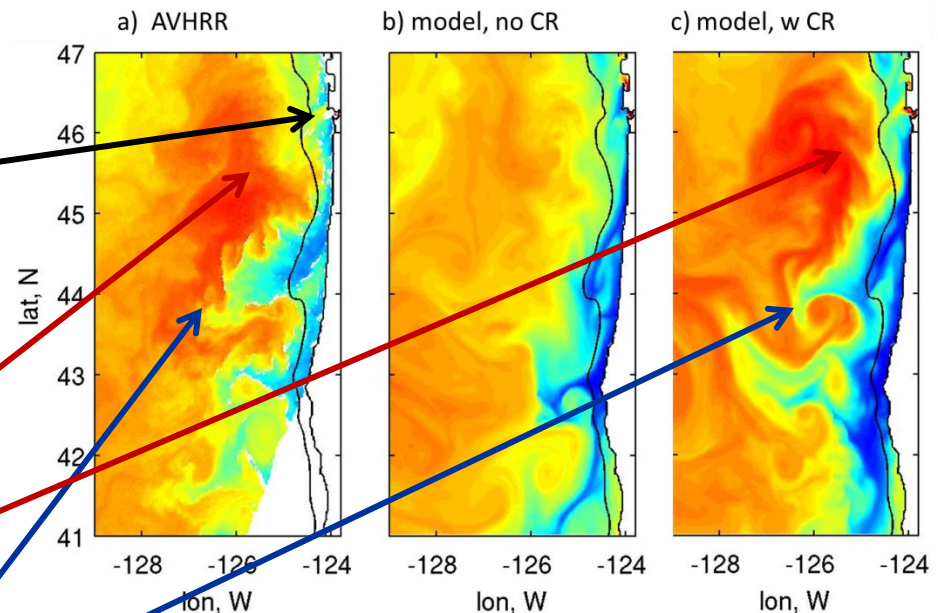 a) AVHRR
b) model, no CR
c) model, w CR
47
46
45
44
43
42
41
lat, N
-128 -126 -124
-128 -126 -124
-128 -126 -124
lon, W
lon, W
lon, W